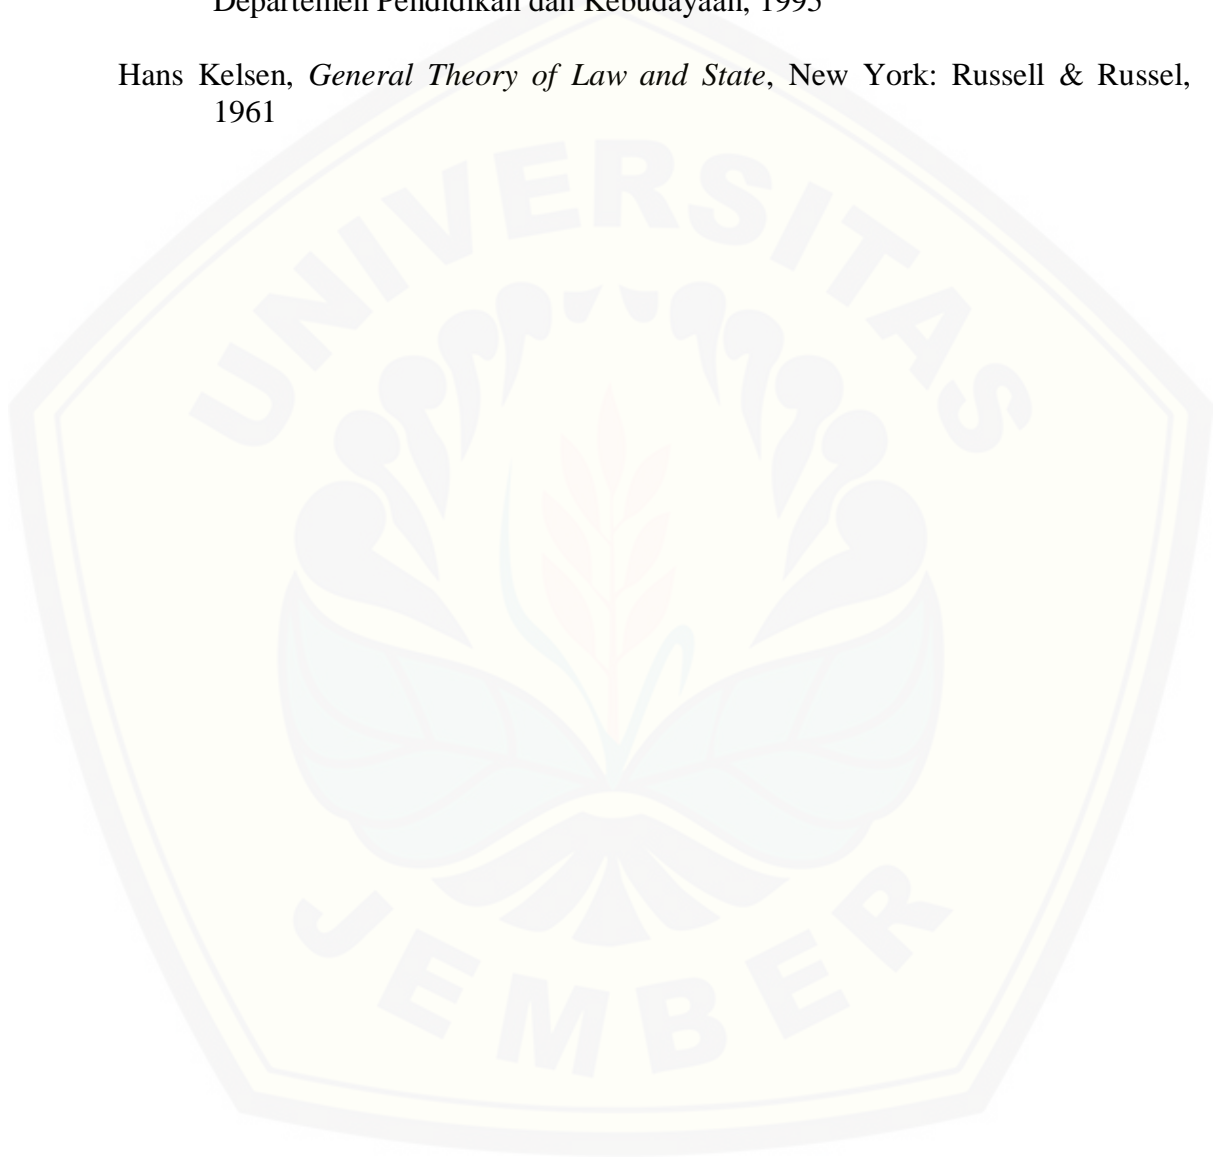 Departemen Pendidikan dan Kebudayaan, 1995
Hans Kelsen, General Theory of Law and State, New York: Russell & Russel,
1961
UNIVERSITAS
JEMBER